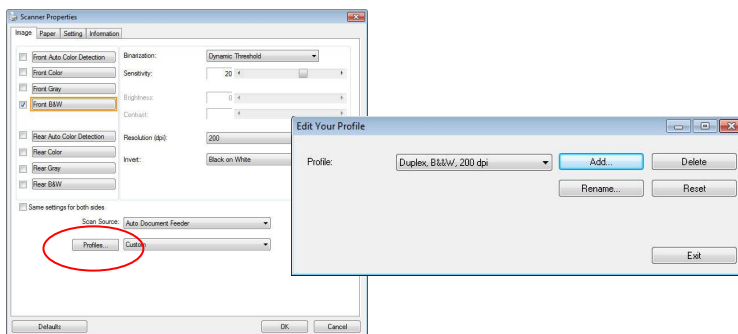 Scanner Properties
Image Paper Setting Information
Front Auto Color Detection
Front Color
Front Gray
Front B&W
Rear Auto Color Detection
Rear Color
Rear Gray
Rear B&W
Binarization: Dynamic Threshold
Sensitivity: 20
Brightness: 0
Contrast:
Resolution (dpi): 200
Invert: Black on White
Same settings for both sides
Scan Source: Auto Document Feeder
Profiles... Custom
Defaults OK Cancel
Edit Your Profile
Profile: Duplex, B&&W, 200 dpi Add... Delete
Rename... Reset
Exit